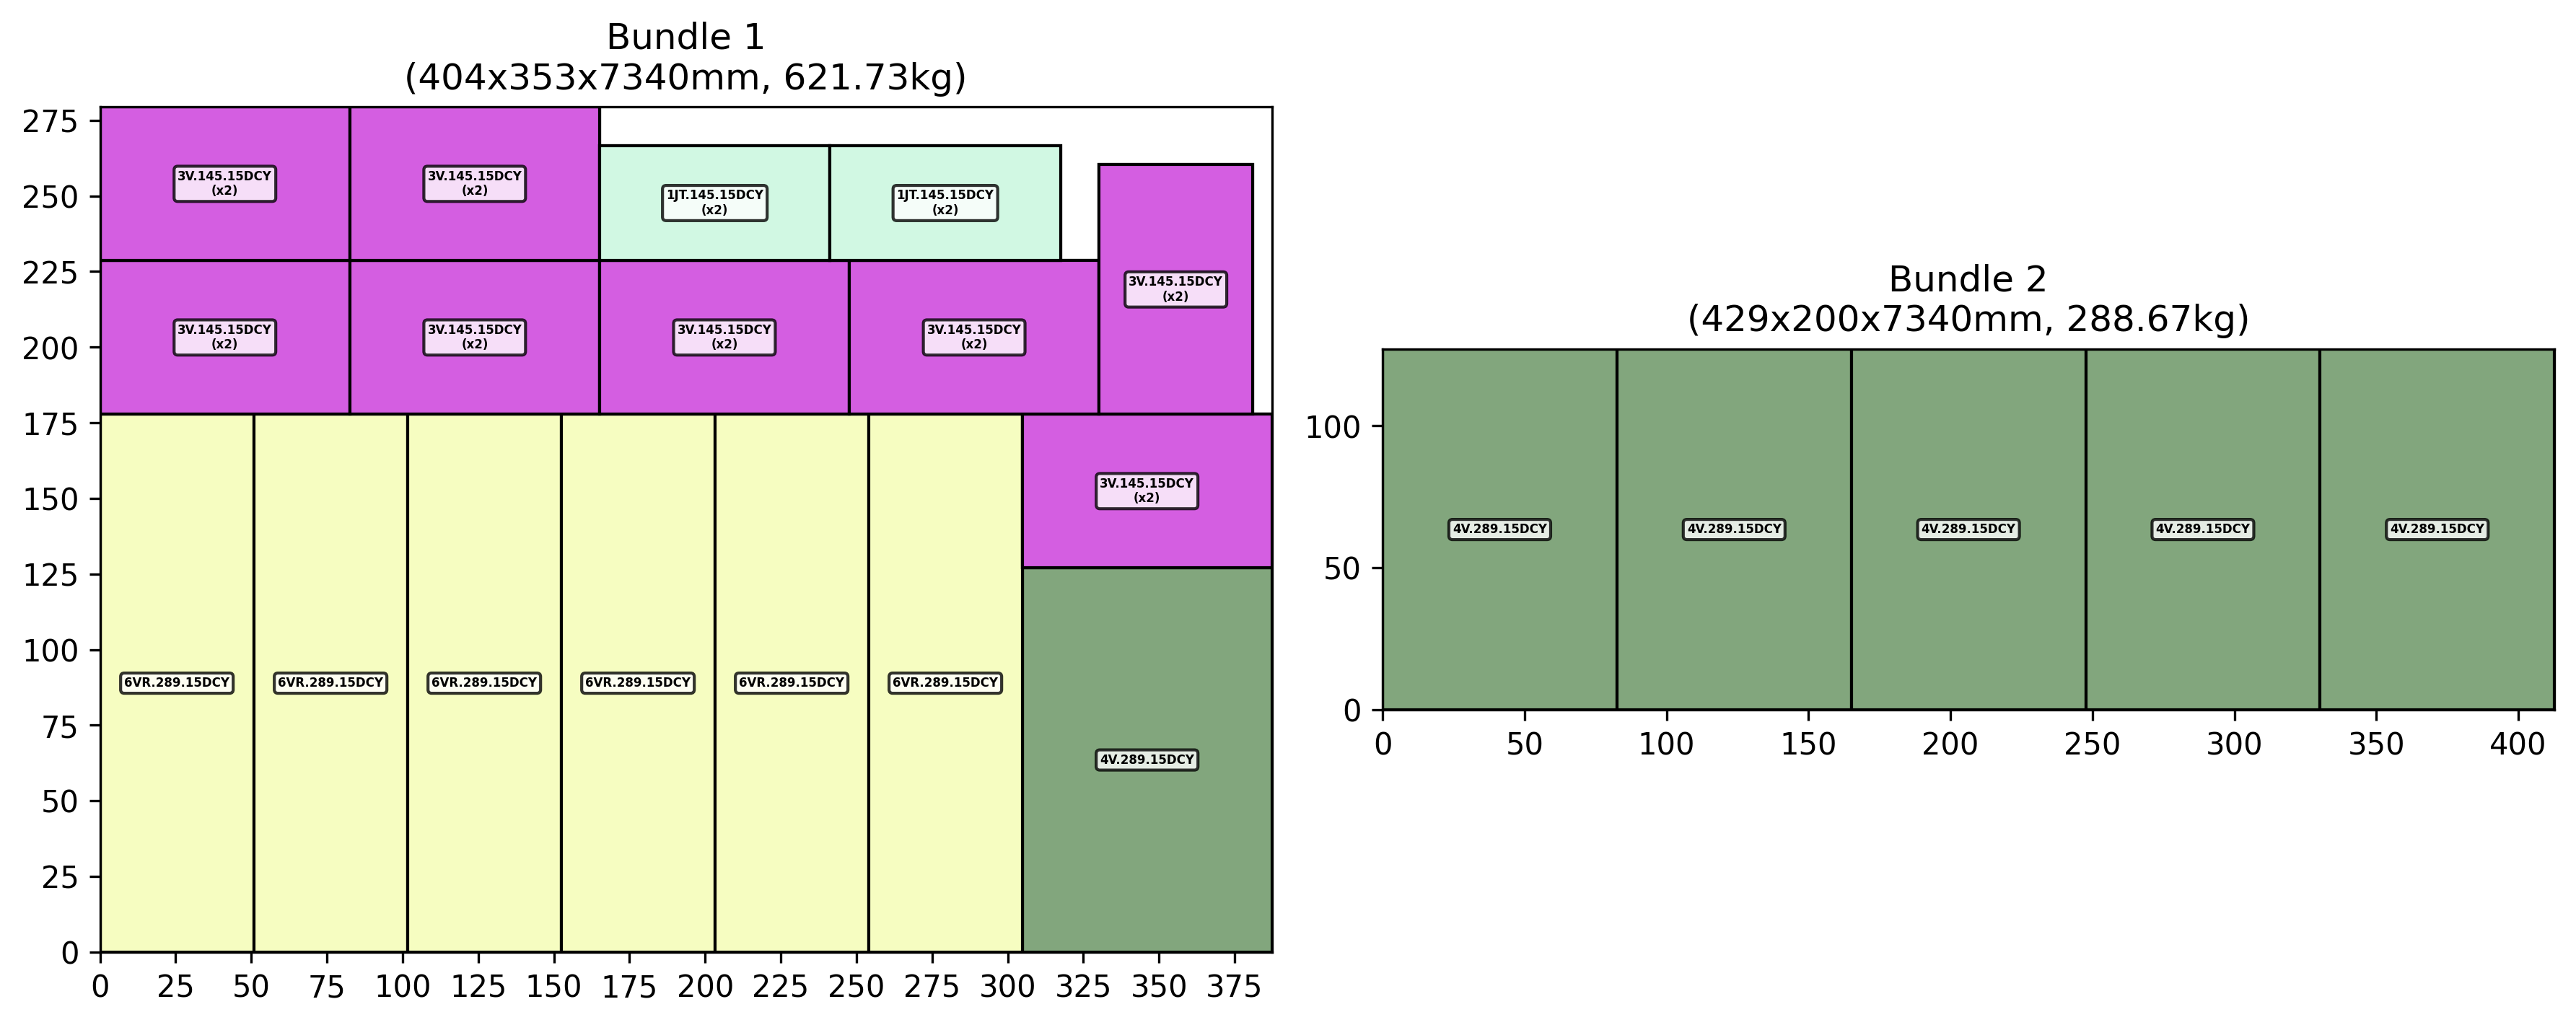 Bundle 1
(404x353x7340mm, 621.73kg)
275
250
225
200
175
150
125
100
75
50
25
0
3V.145.15DCY
(x2)
3V.145.15DCY
(x2)
1JT.145.15DCY
(x2)
1JT.145.15DCY
(x2)
3V.145.15DCY
(x2)
3V.145.15DCY
(x2)
3V.145.15DCY
(x2)
3V.145.15DCY
(x2)
3V.145.15DCY
(x2)
3V.145.15DCY
(x2)
6VR.289.15DCY
6VR.289.15DCY
6VR.289.15DCY
6VR.289.15DCY
6VR.289.15DCY
6VR.289.15DCY
4V.289.15DCY
0 25 50 75 100 125 150 175 200 225 250 275 300 325 350 375
Bundle 2
(429x200x7340mm, 288.67kg)
100
50
0
4V.289.15DCY
4V.289.15DCY
4V.289.15DCY
4V.289.15DCY
4V.289.15DCY
0 50 100 150 200 250 300 350 400